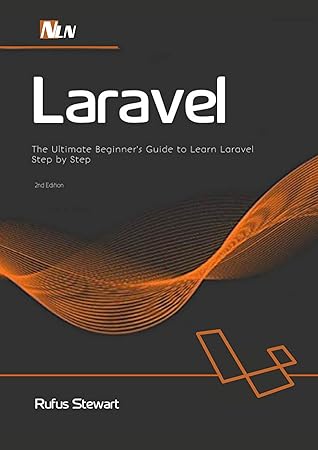 NLN
Laravel
The Ultimate Beginner's Guide to Learn Laravel
Step by Step
2nd Edition
Rufus Stewart